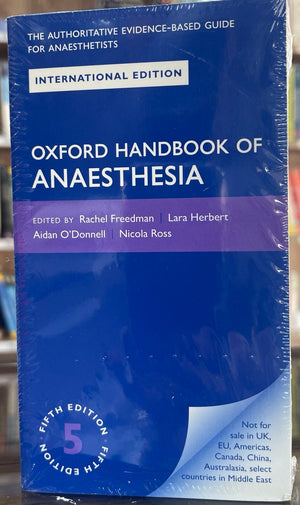 THE AUTHORITATIVE EVIDENCE-BASED GUIDE
FOR ANAESTHETISTS
INTERNATIONAL EDITION
OXFORD HANDBOOK OF
ANAESTHESIA
EDITED BY Rachel Freedman | Lara Herbert
Aidan O'Donnell | Nicola Ross
FIFTH EDITION · FIFTH EDITION ·
5
Not for
sale in UK,
EU, Americas,
Canada, China,
Australasia, select
countries in Middle East